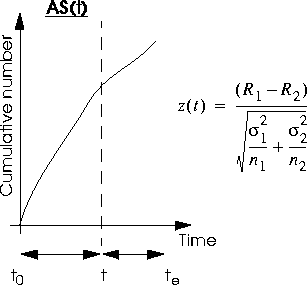 AS(t)
Cumulative number
z(t) = (R₁ − R₂) / √(σ₁²/n₁ + σ₂²/n₂)
Time
t₀ t tₑ